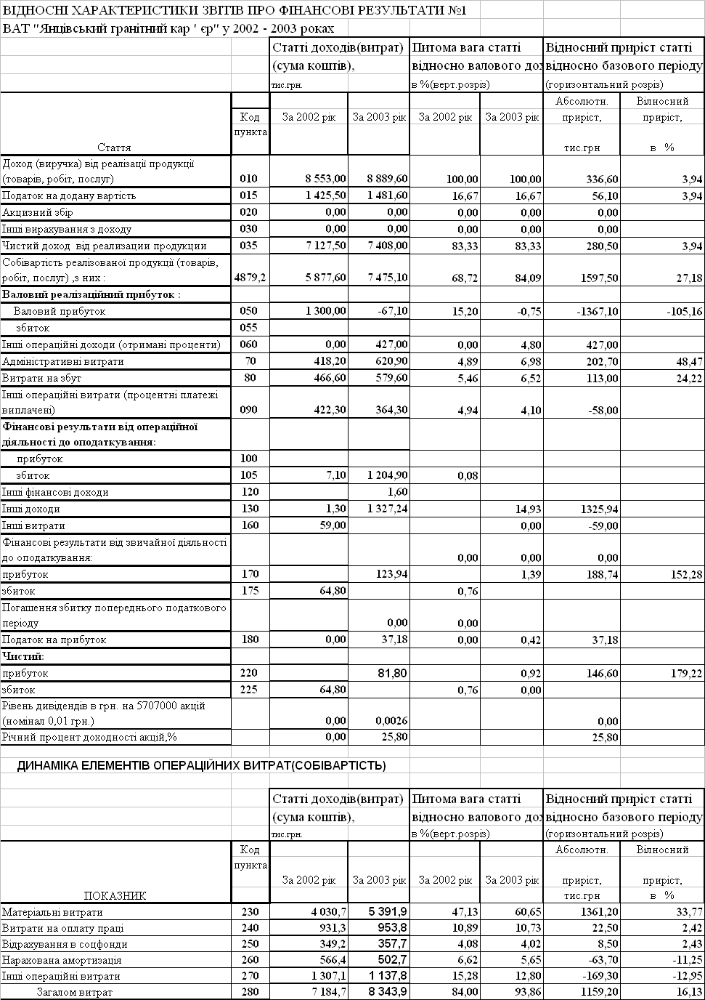 ВІДНОСНІ ХАРАКТЕРИСТИКИ ЗВІТІВ ПРО ФІНАНСОВІ РЕЗУЛЬТАТИ №1
ВАТ "Янцівський гранітний кар ' єр" у 2002 - 2003 роках
Статті доходів(витрат) Питома вага статті Відносний приріст статті
(сума коштів), відносно валового дох відносно базового періоду
тис.грн. в %(верт.розріз) (горизонтальний розріз)
Абсолютн. Вілносний
Код За 2002 рік За 2003 рік За 2002 рік За 2003 рік приріст, приріст,
пункта
Стаття тис.грн в %
Доход (виручка) від реалізації продукції
(товарів, робіт, послуг) 010 8 553,00 8 889,60 100,00 100,00 336,60 3,94
Податок на додану вартість 015 1 425,50 1 481,60 16,67 16,67 56,10 3,94
Акцизний збір 020 0,00 0,00 0,00 0,00 0,00
Інші вирахування з доходу 030 0,00 0,00 0,00 0,00 0,00
Чистий доход від реализации продукции 035 7 127,50 7 408,00 83,33 83,33 280,50 3,94
Собівартість реалізованої продукції (товарів,
робіт, послуг) ,з них : 4879,2 5 877,60 7 475,10 68,72 84,09 1597,50 27,18
Валовий реалізаційний прибуток :
Валовий прибуток 050 1 300,00 -67,10 15,20 -0,75 -1367,10 -105,16
збиток 055
Інші операційні доходи (отримані проценти) 060 0,00 427,00 0,00 4,80 427,00
Адміністративні витрати 70 418,20 620,90 4,89 6,98 202,70 48,47
Витрати на збут 80 466,60 579,60 5,46 6,52 113,00 24,22
Інші операційні витрати (процентні платежі
виплачені) 090 422,30 364,30 4,94 4,10 -58,00
Фінансові результати від операційної
діяльності до оподаткування:
прибуток 100
збиток 105 7,10 1 204,90 0,08
Інші фінансові доходи 120 1,60
Інші доходи 130 1,30 1 327,24 14,93 1325,94
Інші витрати 160 59,00 0,00 -59,00
Фінансові результати від звичайної діяльності
до оподаткування: 0,00 0,00 0,00
прибуток 170 123,94 1,39 188,74 152,28
збиток 175 64,80 0,76
Погашення збитку попереднього податкового
періоду 0,00 0,00
Податок на прибуток 180 0,00 37,18 0,00 0,42 37,18
Чистий:
прибуток 220 81,80 0,92 146,60 179,22
збиток 225 64,80 0,76 0,00
Рівень дивідендів в грн. на 5707000 акцій
(номінал 0,01 грн.) 0,00 0,0026 0,00
Річний процент доходності акцій,% 0,00 25,80 25,80
ДИНАМІКА ЕЛЕМЕНТІВ ОПЕРАЦІЙНИХ ВИТРАТ(СОБІВАРТІСТЬ)
Статті доходів(витрат) Питома вага статті Відносний приріст статті
(сума коштів), відносно валового дох відносно базового періоду
тис.грн. в %(верт.розріз) (горизонтальний розріз)
Код Абсолютн. Вілносний
пункта
За 2002 рік За 2003 рік За 2002 рік За 2003 рік приріст, приріст,
ПОКАЗНИК тис.грн в %
Матеріальні витрати 230 4 030,7 5 391,9 47,13 60,65 1361,20 33,77
Витрати на оплату праці 240 931,3 953,8 10,89 10,73 22,50 2,42
Відрахування в соцфонди 250 349,2 357,7 4,08 4,02 8,50 2,43
Нарахована амортизація 260 566,4 502,7 6,62 5,65 -63,70 -11,25
Інші операційні витрати 270 1 307,1 1 137,8 15,28 12,80 -169,30 -12,95
Загалом витрат 280 7 184,7 8 343,9 84,00 93,86 1159,20 16,13